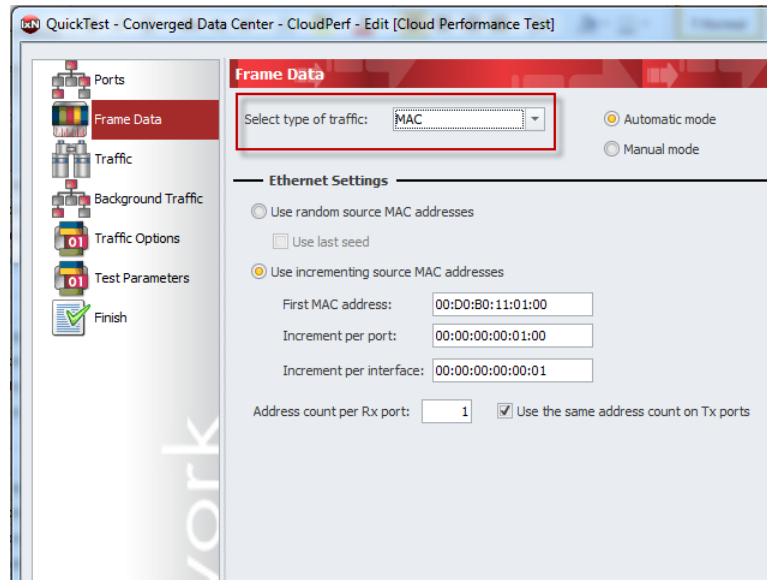 IxN QuickTest - Converged Data Center - CloudPerf - Edit [Cloud Performance Test]
Ports
Frame Data
Traffic
Background Traffic
01 Traffic Options
01 Test Parameters
Finish
Frame Data
Select type of traffic: MAC
Automatic mode
Manual mode
Ethernet Settings
Use random source MAC addresses
Use last seed
Use incrementing source MAC addresses
First MAC address: 00:D0:B0:11:01:00
Increment per port: 00:00:00:00:01:00
Increment per interface: 00:00:00:00:00:01
Address count per Rx port: 1 Use the same address count on Tx ports
work